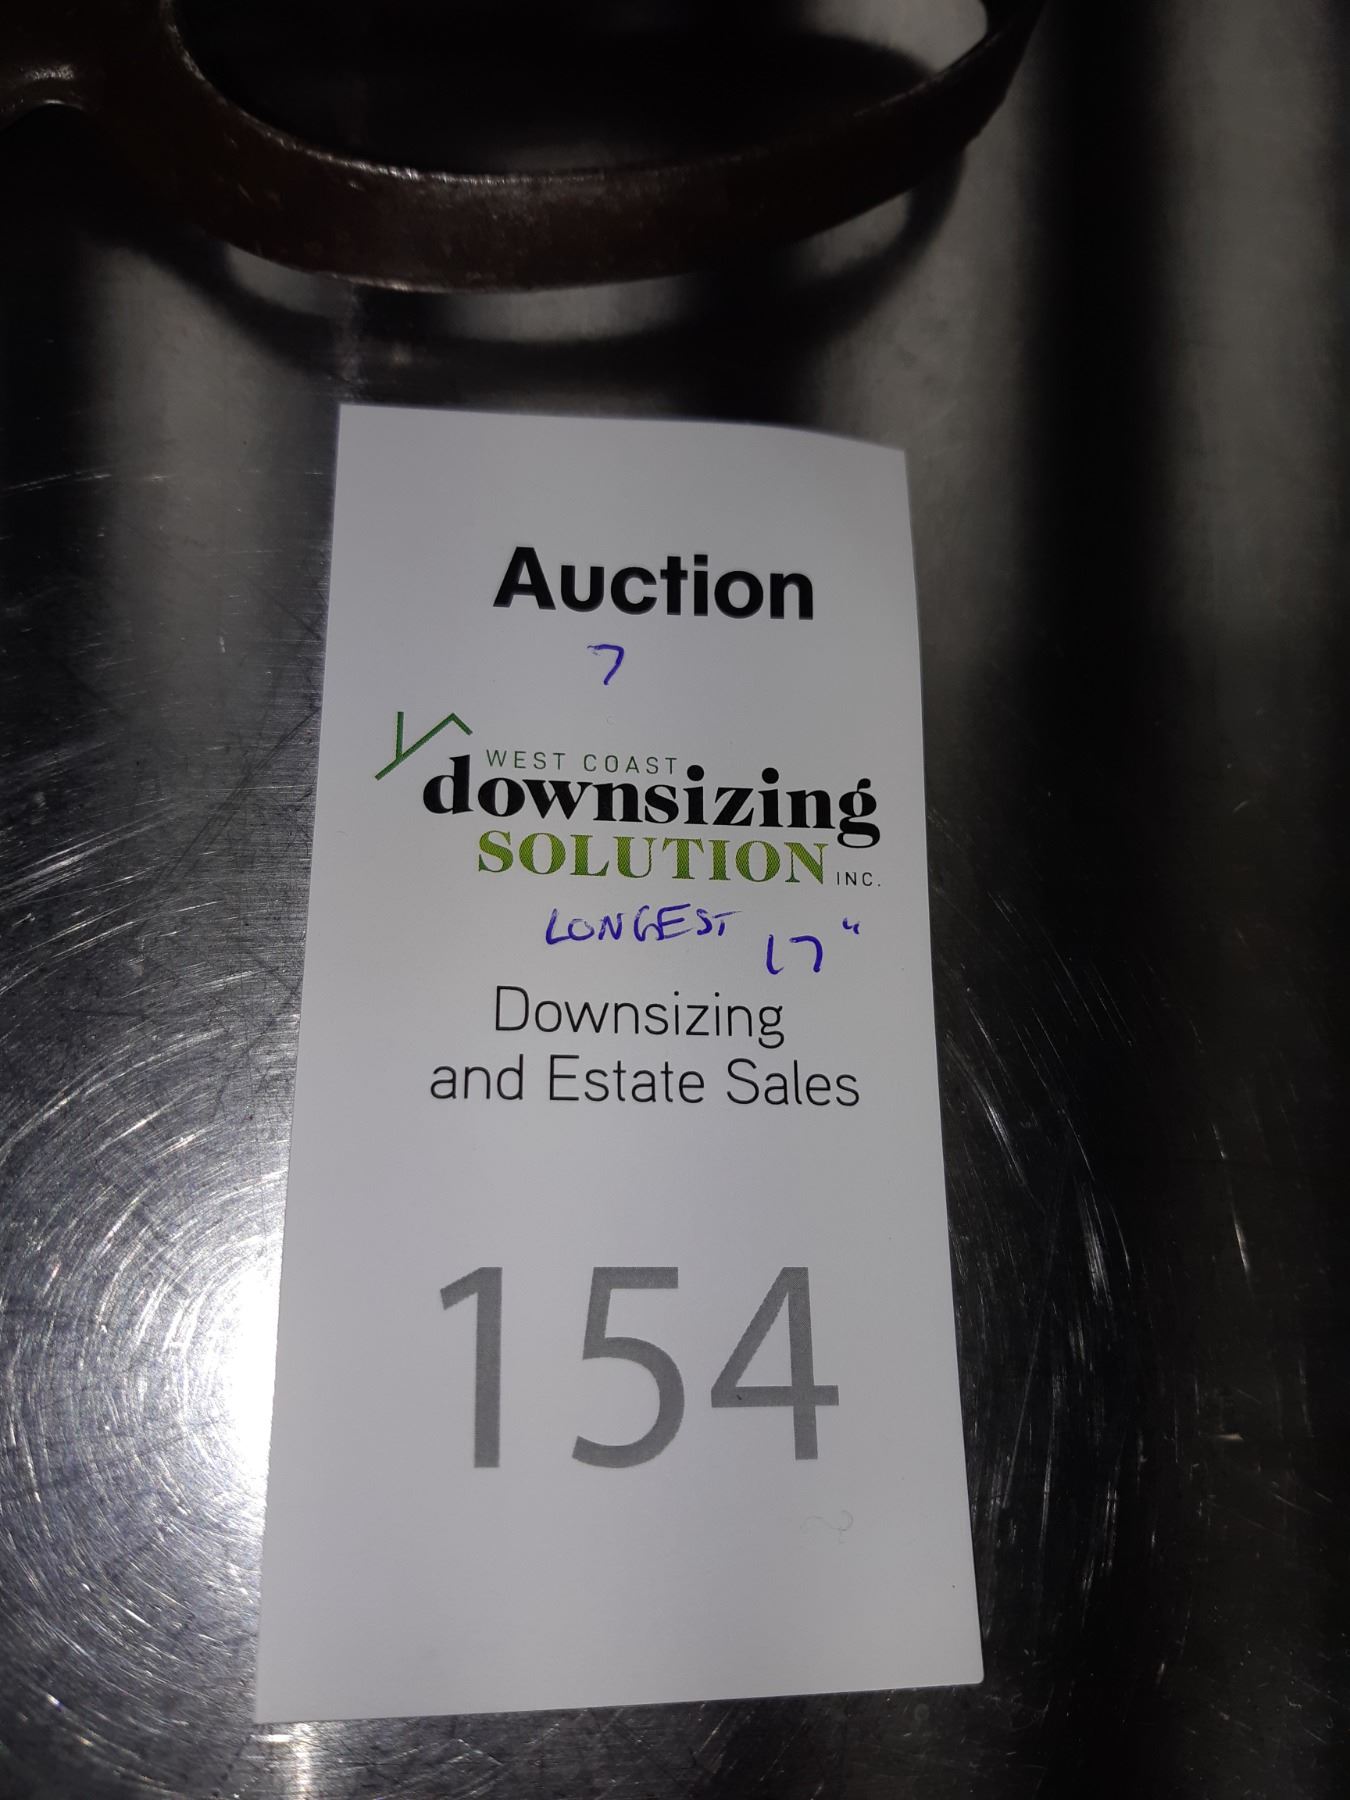 Auction
7
WEST COAST
downsizing
SOLUTION INC.
LONGEST 17"
Downsizing
and Estate Sales
154